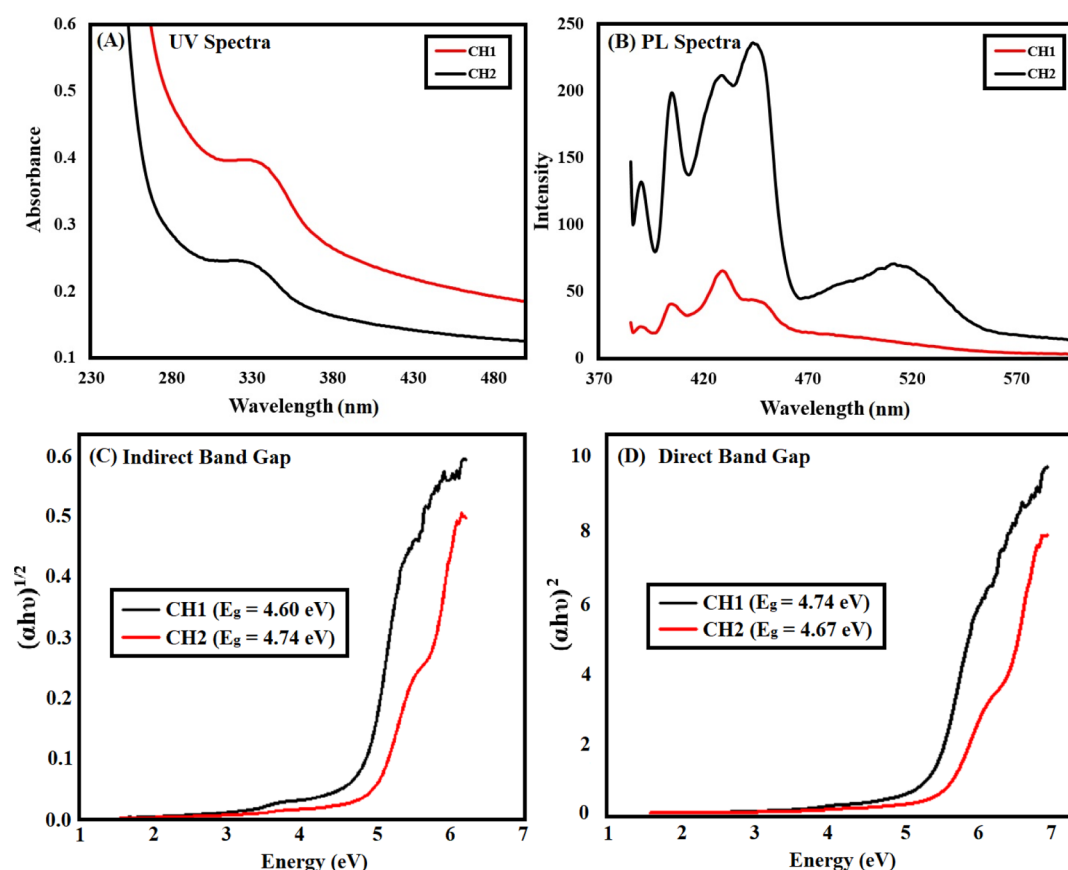 (A) UV Spectra
CH1
CH2
0.6
0.5
0.4
0.3
0.2
0.1
Absorbance
230 280 330 380 430 480
Wavelength (nm)
(B) PL Spectra
CH1
CH2
250
200
150
100
50
0
Intensity
370 420 470 520 570
Wavelength (nm)
(C) Indirect Band Gap
0.6
0.5
0.4
0.3
0.2
0.1
0.0
(αhυ)1/2
CH1 (Eg = 4.60 eV)
CH2 (Eg = 4.74 eV)
1 2 3 4 5 6 7
Energy (eV)
(D) Direct Band Gap
10
8
6
4
2
0
(αhυ) 2
CH1 (Eg = 4.74 eV)
CH2 (Eg = 4.67 eV)
1 2 3 4 5 6 7
Energy (eV)